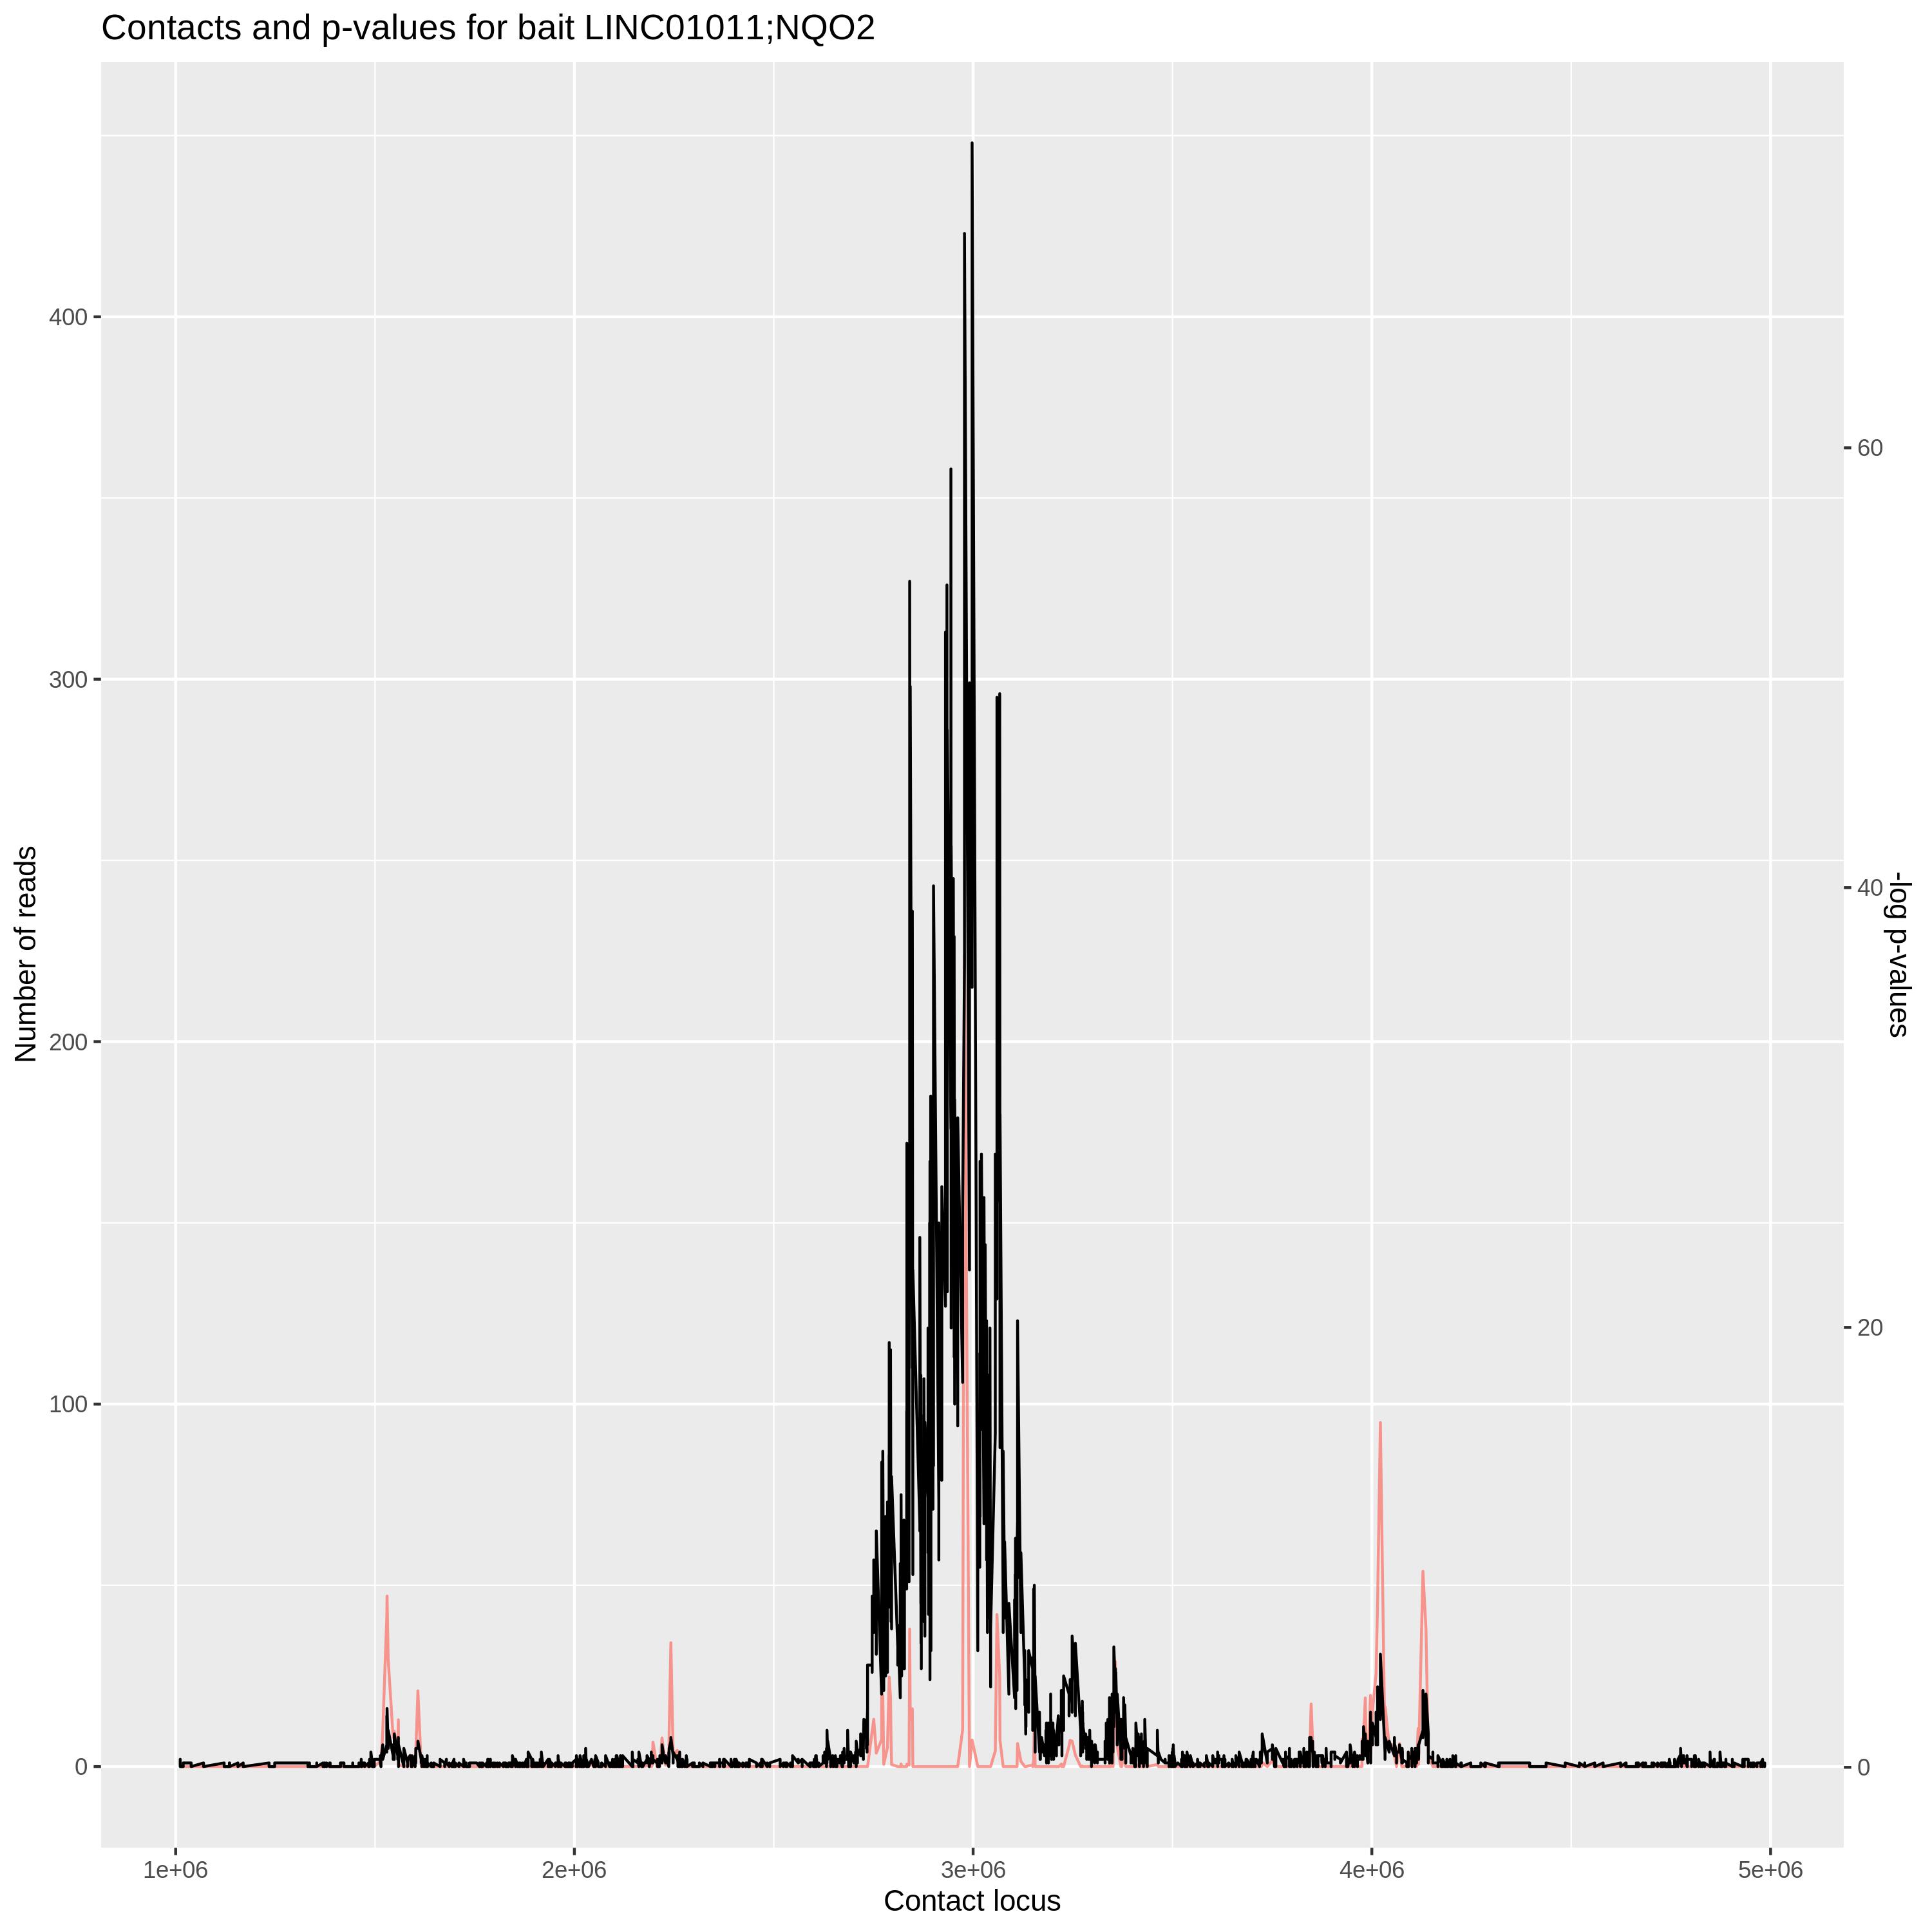 Contacts and p-values for bait LINC01011;NQO2
Number of reads
400
300
200
100
0
60
40
20
0
-log p-values
1e+06
2e+06
3e+06
4e+06
5e+06
Contact locus